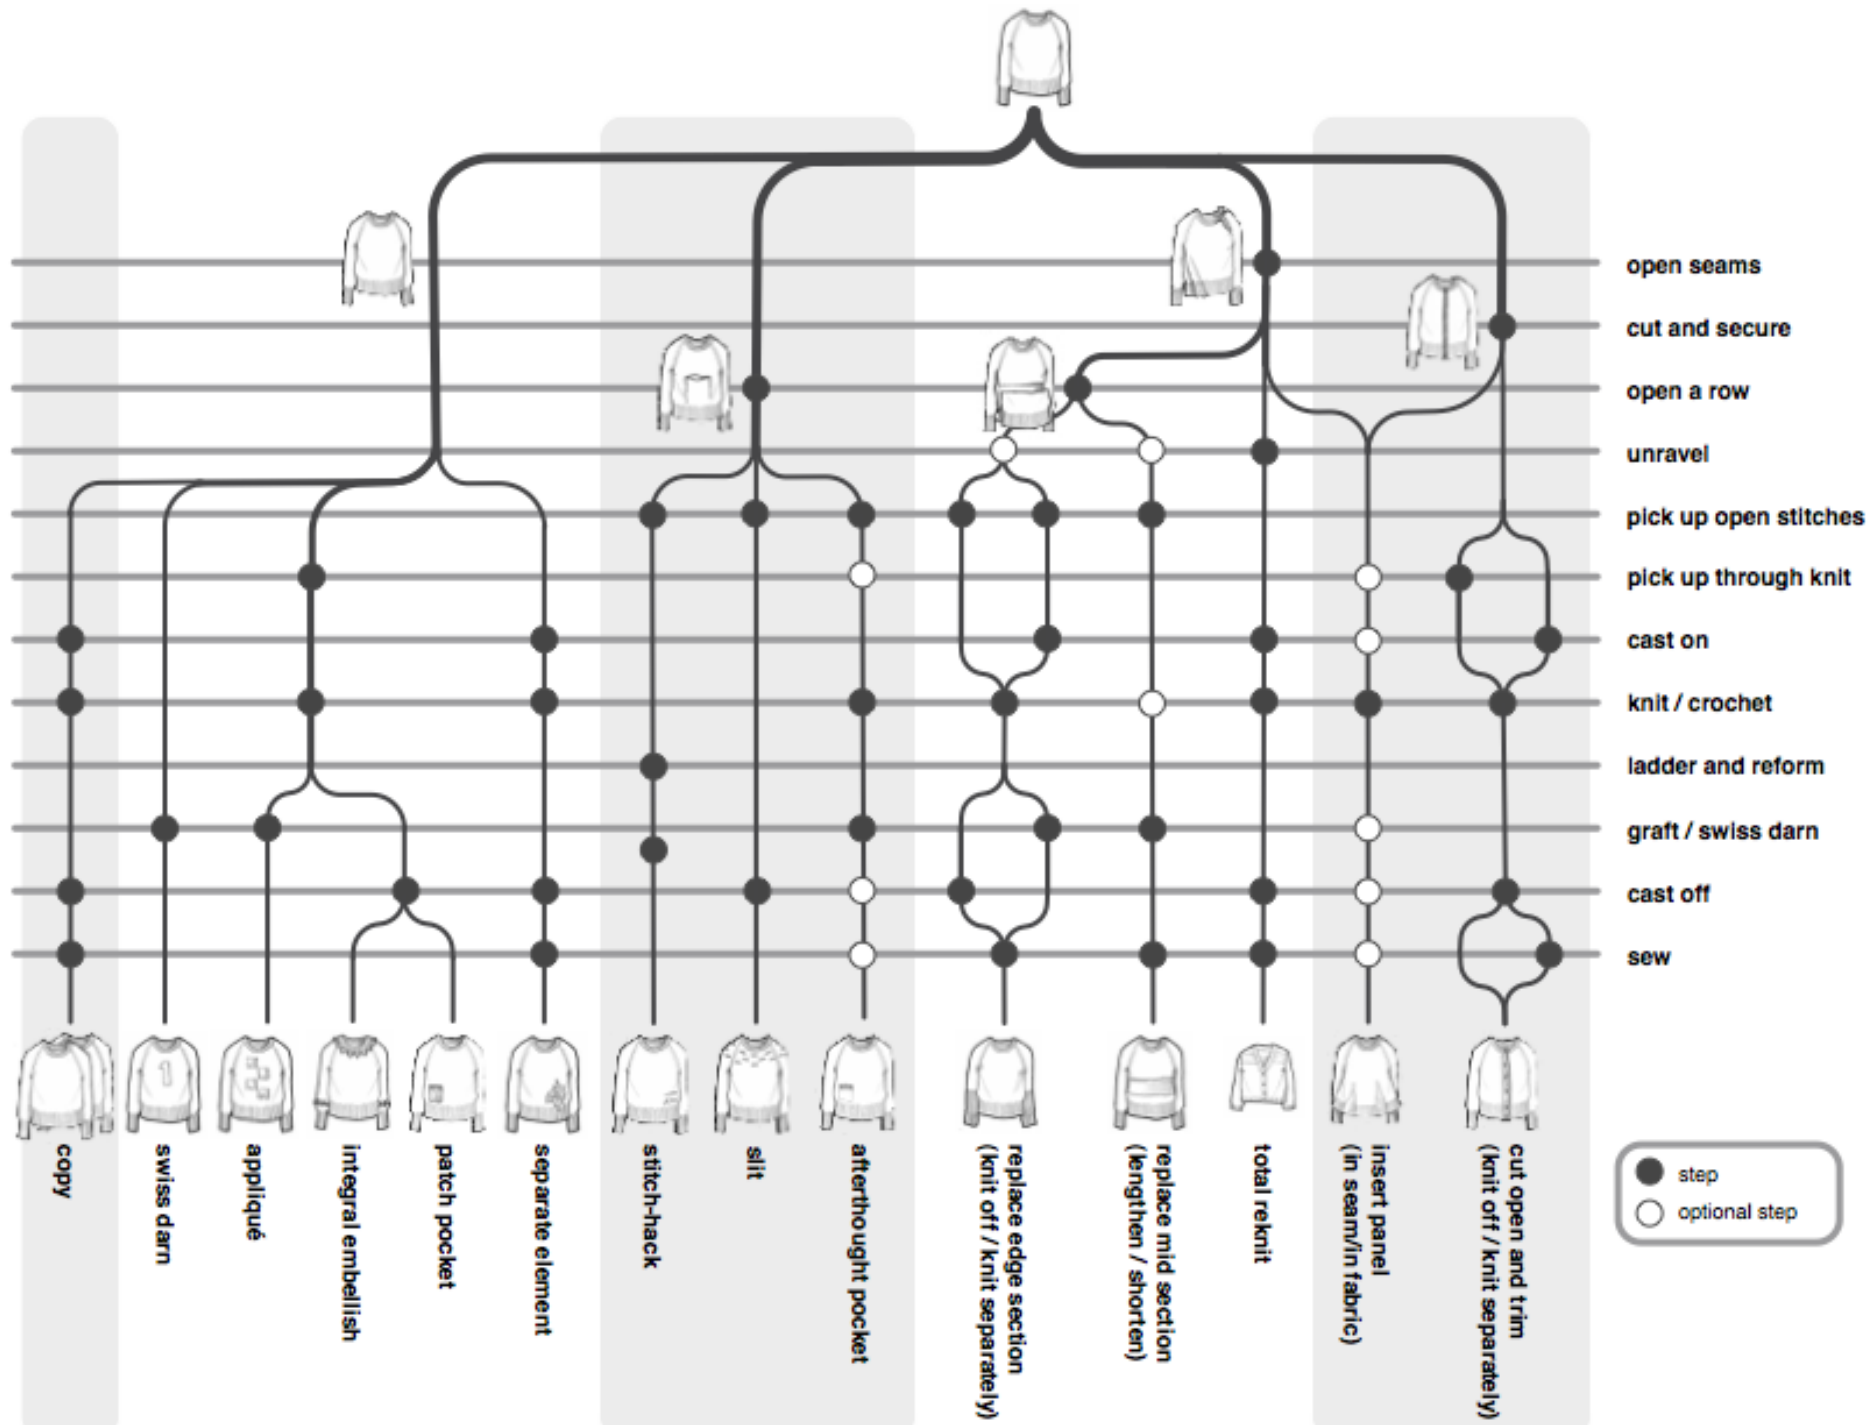 open seams
cut and secure
open a row
unravel
pick up open stitches
pick up through knit
cast on
knit / crochet
ladder and reform
graft / swiss darn
cast off
sew
copy
swiss darn
appliqué
integral embellish
patch pocket
separate element
stitch-hack
slit
afterthought pocket
replace edge section
(knit off / knit separately)
replace mid section
(lengthen / shorten)
total reknit
insert panel
(in seam/in fabric)
cut open and trim
(knit off / knit separately)
step
optional step
1